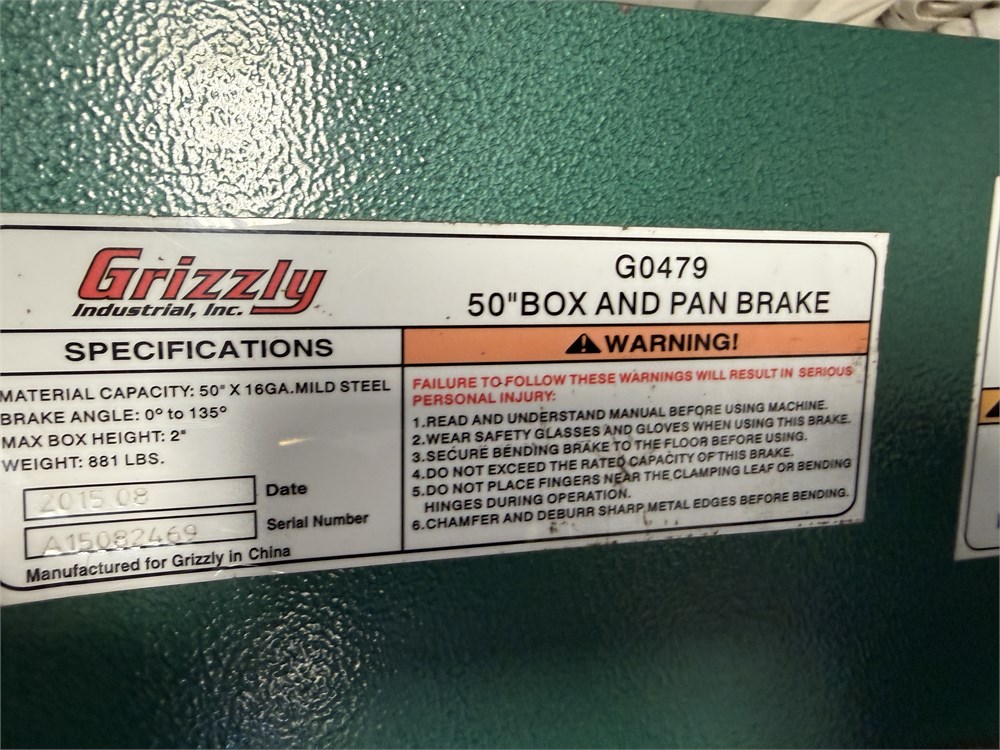 Grizzly
Industrial, Inc.
G0479
50"BOX AND PAN BRAKE
SPECIFICATIONS
MATERIAL CAPACITY: 50" X 16GA.MILD STEEL
BRAKE ANGLE: 0° to 135°
MAX BOX HEIGHT: 2"
WEIGHT: 881 LBS.
2015 08 Date
A15082469 Serial Number
Manufactured for Grizzly in China
WARNING!
FAILURE TO FOLLOW THESE WARNINGS WILL RESULT IN SERIOUS
PERSONAL INJURY:
1.READ AND UNDERSTAND MANUAL BEFORE USING MACHINE.
2.WEAR SAFETY GLASSES AND GLOVES WHEN USING THIS BRAKE.
3.SECURE BENDING BRAKE TO THE FLOOR BEFORE USING.
4.DO NOT EXCEED THE RATED CAPACITY OF THIS BRAKE.
5.DO NOT PLACE FINGERS NEAR THE CLAMPING LEAF OR BENDING
HINGES DURING OPERATION.
6.CHAMFER AND DEBURR SHARP METAL EDGES BEFORE BENDING.